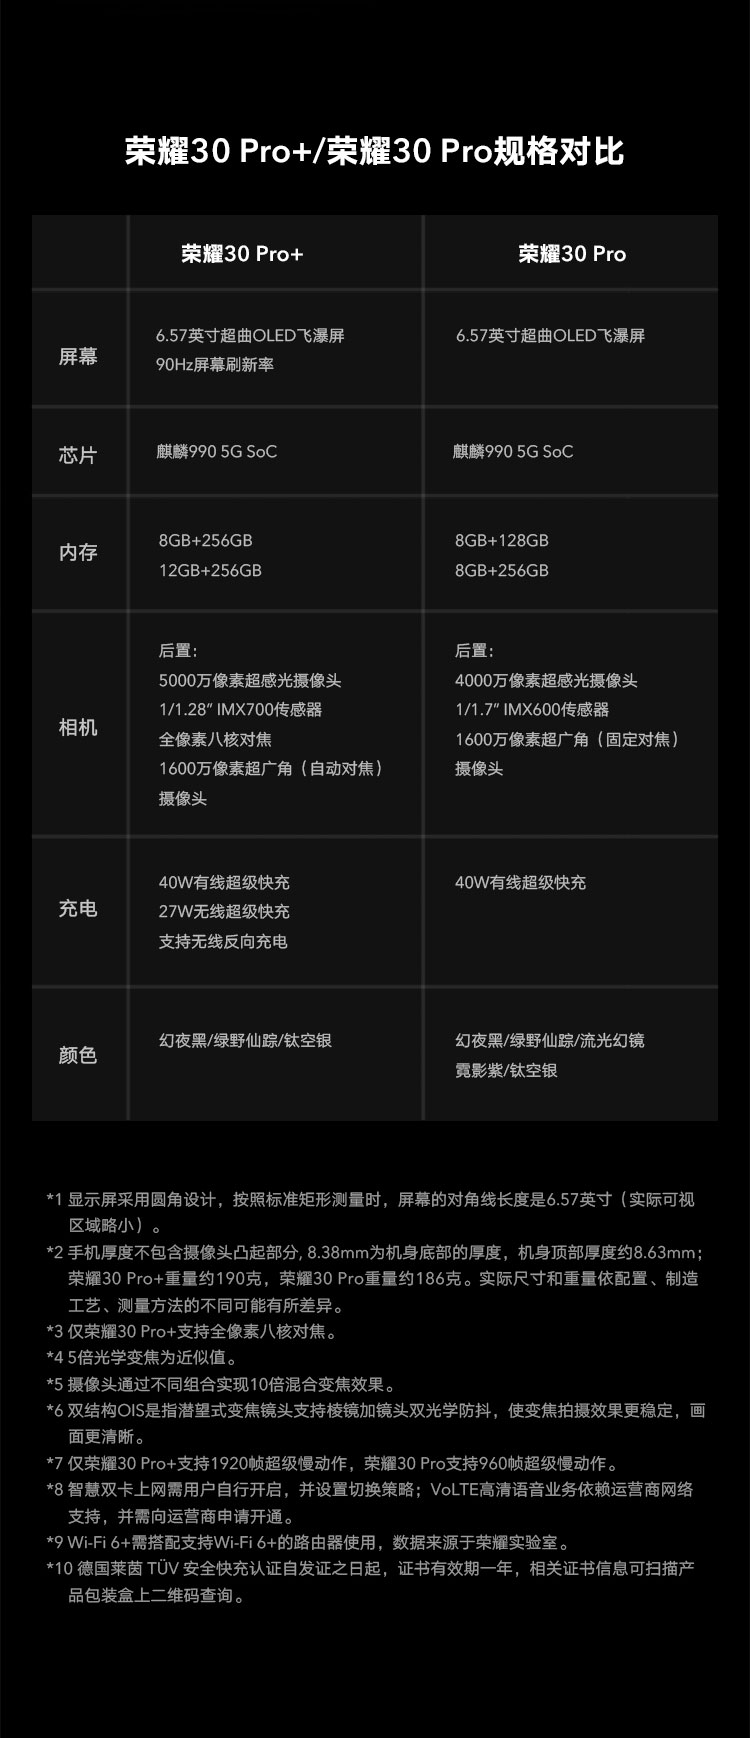 荣耀30 Pro+/荣耀30 Pro规格对比
荣耀30 Pro+
荣耀30 Pro
屏幕
6.57英寸超曲OLED飞瀑屏
90Hz屏幕刷新率
6.57英寸超曲OLED飞瀑屏
芯片
麒麟990 5G SoC
麒麟990 5G SoC
内存
8GB+256GB
12GB+256GB
8GB+128GB
8GB+256GB
相机
后置：
5000万像素超感光摄像头
1/1.28” IMX700传感器
全像素八核对焦
1600万像素超广角（自动对焦）
摄像头
后置：
4000万像素超感光摄像头
1/1.7” IMX600传感器
1600万像素超广角（固定对焦）
摄像头
充电
40W有线超级快充
27W无线超级快充
支持无线反向充电
40W有线超级快充
颜色
幻夜黑/绿野仙踪/钛空银
幻夜黑/绿野仙踪/流光幻镜
霓影紫/钛空银
*1 显示屏采用圆角设计，按照标准矩形测量时，屏幕的对角线长度是6.57英寸（实际可视
区域略小）。
*2 手机厚度不包含摄像头凸起部分, 8.38mm为机身底部的厚度，机身顶部厚度约8.63mm；
荣耀30 Pro+重量约190克，荣耀30 Pro重量约186克。实际尺寸和重量依配置、制造
工艺、测量方法的不同可能有所差异。
*3 仅荣耀30 Pro+支持全像素八核对焦。
*4 5倍光学变焦为近似值。
*5 摄像头通过不同组合实现10倍混合变焦效果。
*6 双结构OIS是指潜望式变焦镜头支持棱镜加镜头双光学防抖，使变焦拍摄效果更稳定，画
面更清晰。
*7 仅荣耀30 Pro+支持1920帧超级慢动作，荣耀30 Pro支持960帧超级慢动作。
*8 智慧双卡上网需用户自行开启，并设置切换策略；VoLTE高清语音业务依赖运营商网络
支持，并需向运营商申请开通。
*9 Wi-Fi 6+需搭配支持Wi-Fi 6+的路由器使用，数据来源于荣耀实验室。
*10 德国莱茵 TÜV 安全快充认证自发证之日起，证书有效期一年，相关证书信息可扫描产
品包装盒上二维码查询。